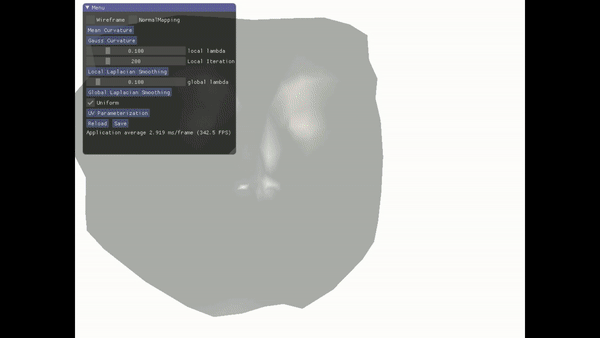 Menu
Wireframe NormalMapping
Mean Curvature
Gauss Curvature
0.100 local lambda
200 Local Iteration
Local Laplacian Smoothing
0.100 global lambda
Global Laplacian Smoothing
Uniform
UV Parameterization
Reload Save
Application average 2.919 ms/frame (342.5 FPS)